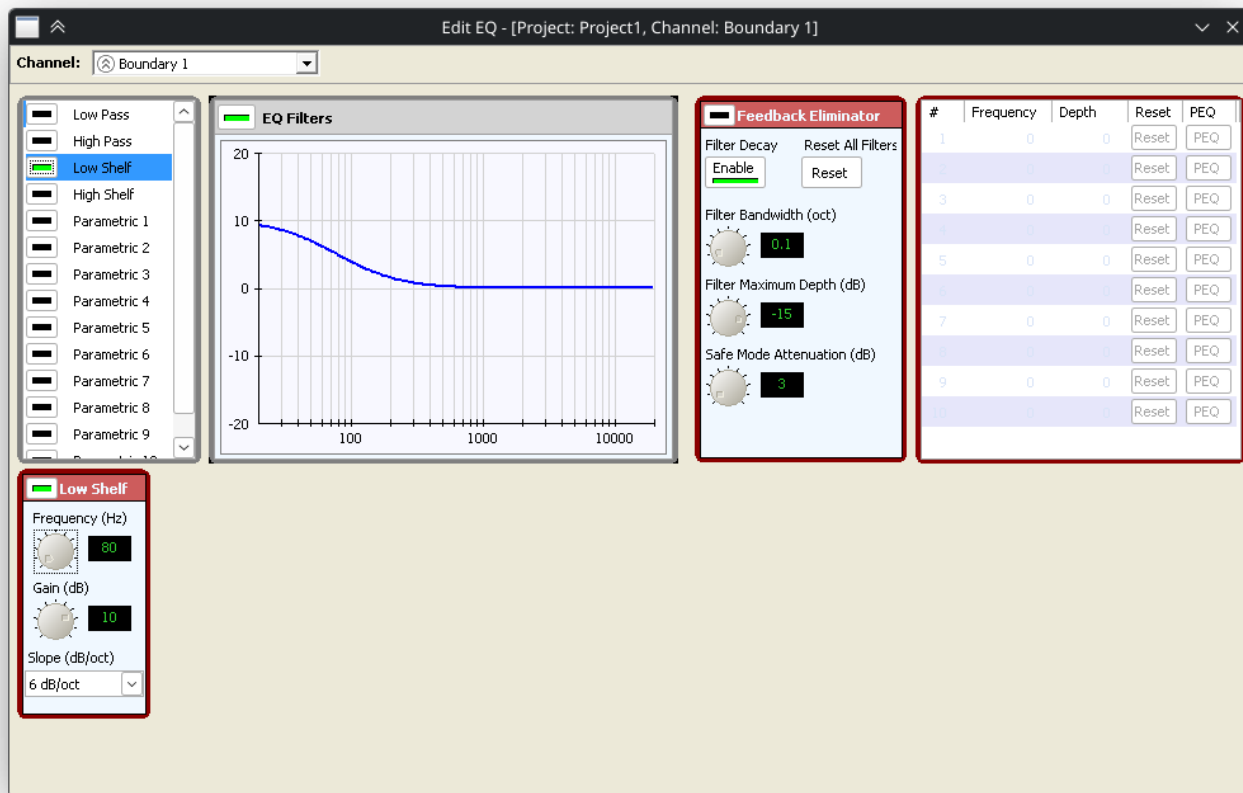 Edit EQ - [Project: Project1, Channel: Boundary 1]
Channel: Boundary 1
Low Pass
High Pass
Low Shelf
High Shelf
Parametric 1
Parametric 2
Parametric 3
Parametric 4
Parametric 5
Parametric 6
Parametric 7
Parametric 8
Parametric 9
EQ Filters
20
10
0
-10
-20
100 1000 10000
Feedback Eliminator
Filter Decay Reset All Filters
Enable Reset
Filter Bandwidth (oct)
0.1
Filter Maximum Depth (dB)
-15
Safe Mode Attenuation (dB)
3
# Frequency Depth Reset PEQ
1 0 0 Reset PEQ
2 0 0 Reset PEQ
3 0 0 Reset PEQ
4 0 0 Reset PEQ
5 0 0 Reset PEQ
6 0 0 Reset PEQ
7 0 0 Reset PEQ
8 0 0 Reset PEQ
9 0 0 Reset PEQ
10 0 0 Reset PEQ
Low Shelf
Frequency (Hz)
80
Gain (dB)
10
Slope (dB/oct)
6 dB/oct